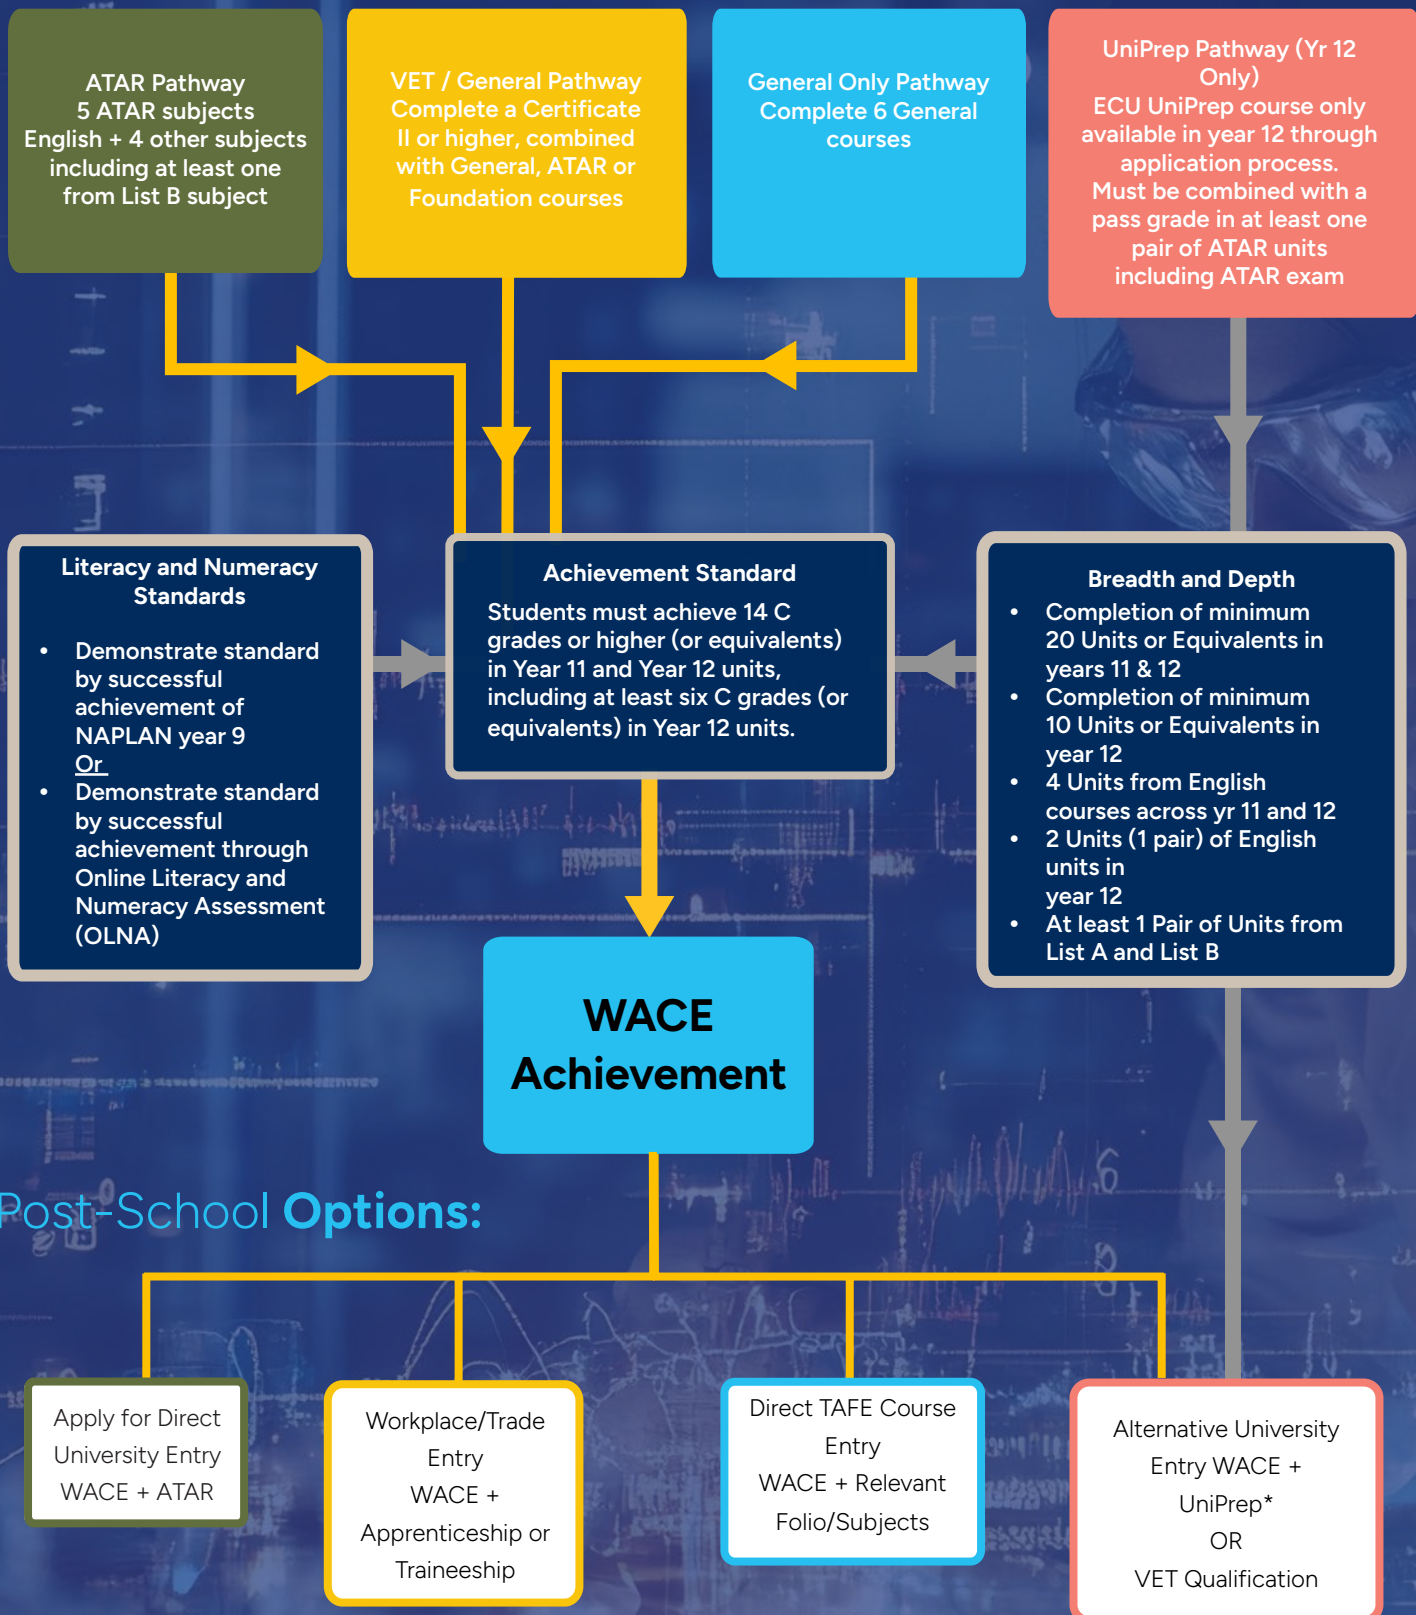 ATAR Pathway
5 ATAR subjects
English + 4 other subjects
including at least one
from List B subject
VET / General Pathway
Complete a Certificate
II or higher, combined
with General, ATAR or
Foundation courses
General Only Pathway
Complete 6 General
courses
UniPrep Pathway (Yr 12
Only)
ECU UniPrep course only
available in year 12 through
application process.
Must be combined with a
pass grade in at least one
pair of ATAR units
including ATAR exam
Literacy and Numeracy
Standards
• Demonstrate standard
by successful
achievement of
NAPLAN year 9
Or
• Demonstrate standard
by successful
achievement through
Online Literacy and
Numeracy Assessment
(OLNA)
Achievement Standard
Students must achieve 14 C
grades or higher (or equivalents)
in Year 11 and Year 12 units,
including at least six C grades (or
equivalents) in Year 12 units.
Breadth and Depth
• Completion of minimum
20 Units or Equivalents in
years 11 & 12
• Completion of minimum
10 Units or Equivalents in
year 12
• 4 Units from English
courses across yr 11 and 12
• 2 Units (1 pair) of English
units in
year 12
• At least 1 Pair of Units from
List A and List B
WACE
Achievement
Post-School Options:
Apply for Direct
University Entry
WACE + ATAR
Workplace/Trade
Entry
WACE +
Apprenticeship or
Traineeship
Direct TAFE Course
Entry
WACE + Relevant
Folio/Subjects
Alternative University
Entry WACE +
UniPrep*
OR
VET Qualification